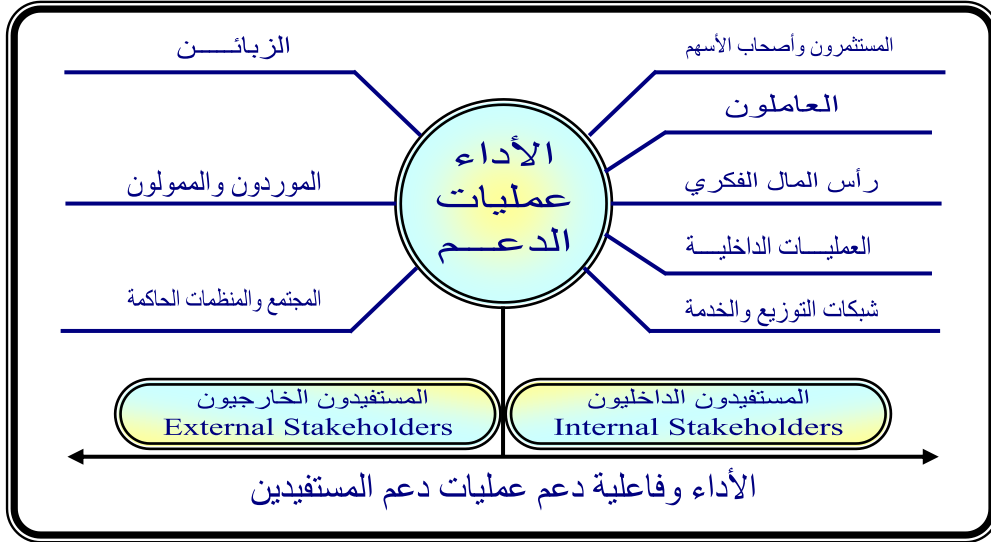 المستثمرون وأصحاب الأسهم
العاملون
رأس المال الفكري
العمليـــات الداخليـــة
شبكات التوزيع والخدمة
الأداء
عمليات
الدعـــم
الزبائـــــن
الموردون والممولون
المجتمع والمنظمات الحاكمة
المستفيدون الداخليون
Internal Stakeholders
المستفيدون الخارجيون
External Stakeholders
الأداء وفاعلية دعم عمليات دعم المستفيدين